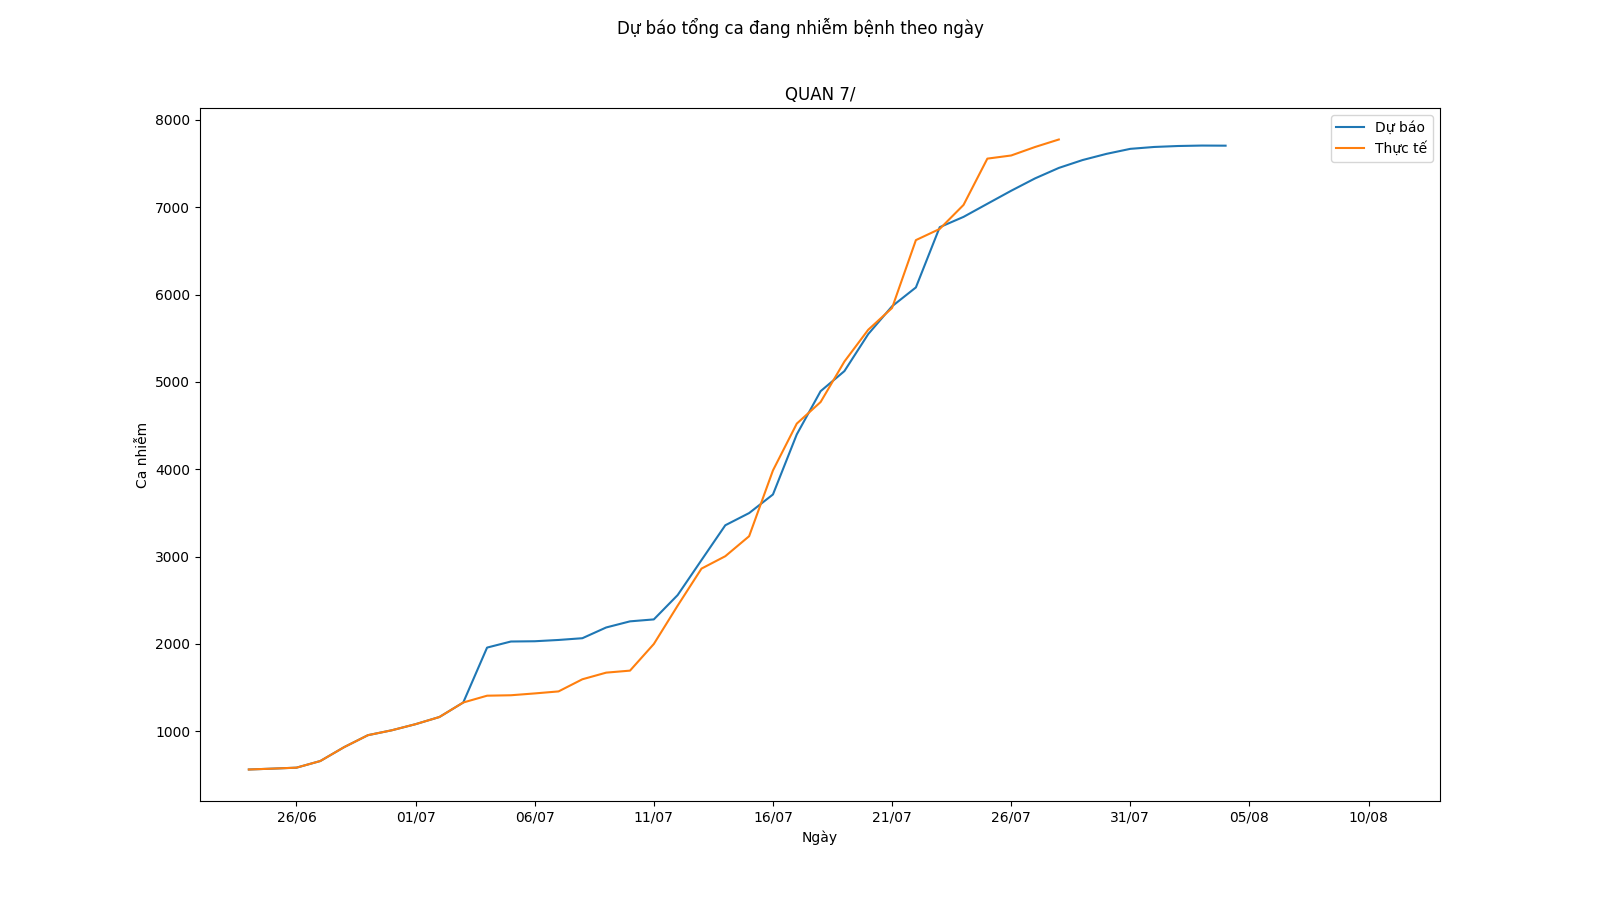 Dự báo tổng ca đang nhiễm bệnh theo ngày
QUAN 7/
Dự báo
Thực tế
8000
7000
6000
5000
4000
3000
2000
1000
Ca nhiễm
26/06 01/07 06/07 11/07 16/07 21/07 26/07 31/07 05/08 10/08
Ngày